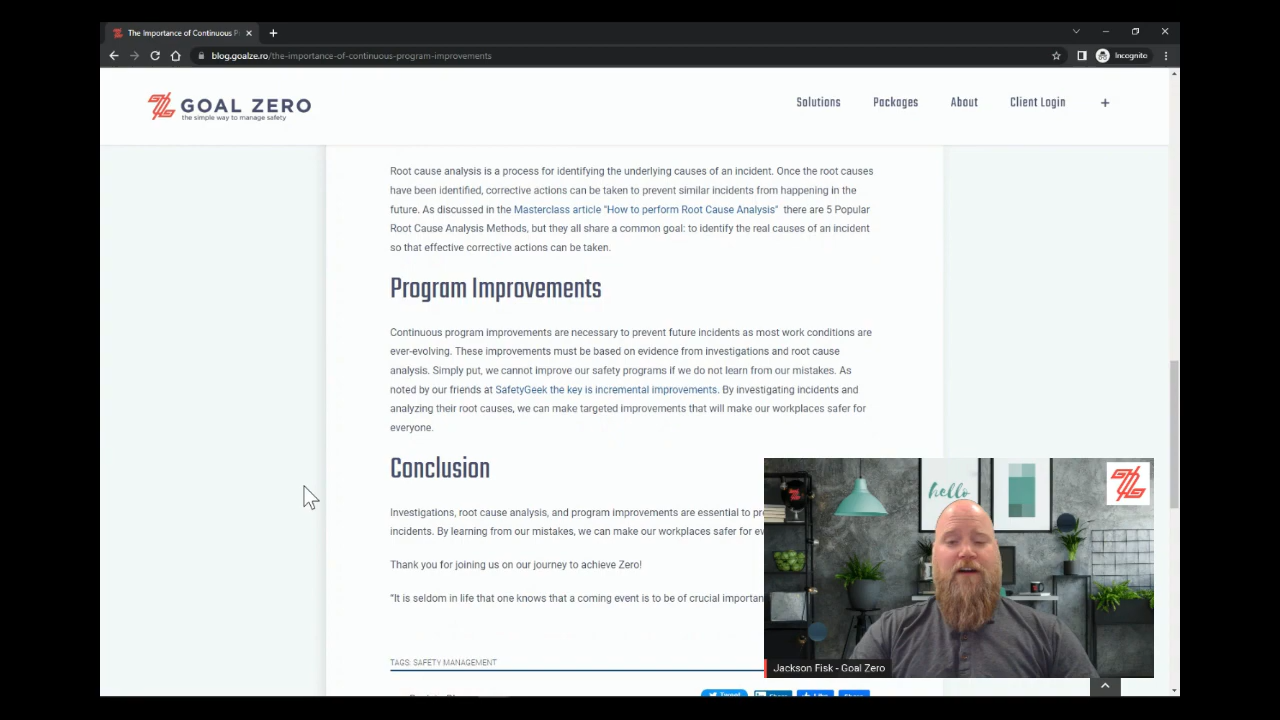 The Importance of Continuous P
blog.goalze.ro/the-importance-of-continuous-program-improvements
Incognito
GOAL ZERO
the simple way to manage safety
Solutions
Packages
About
Client Login
+
Root cause analysis is a process for identifying the underlying causes of an incident. Once the root causes
have been identified, corrective actions can be taken to prevent similar incidents from happening in the
future. As discussed in the Masterclass article "How to perform Root Cause Analysis" there are 5 Popular
Root Cause Analysis Methods, but they all share a common goal: to identify the real causes of an incident
so that effective corrective actions can be taken.
Program Improvements
Continuous program improvements are necessary to prevent future incidents as most work conditions are
ever-evolving. These improvements must be based on evidence from investigations and root cause
analysis. Simply put, we cannot improve our safety programs if we do not learn from our mistakes. As
noted by our friends at SafetyGeek the key is incremental improvements. By investigating incidents and
analyzing their root causes, we can make targeted improvements that will make our workplaces safer for
everyone.
Conclusion
Investigations, root cause analysis, and program improvements are essential to pr
incidents. By learning from our mistakes, we can make our workplaces safer for ev
Thank you for joining us on our journey to achieve Zero!
"It is seldom in life that one knows that a coming event is to be of crucial importan
TAGS: SAFETY MANAGEMENT
Tweet
Share
Like
Share
hello
Jackson Fisk - Goal Zero